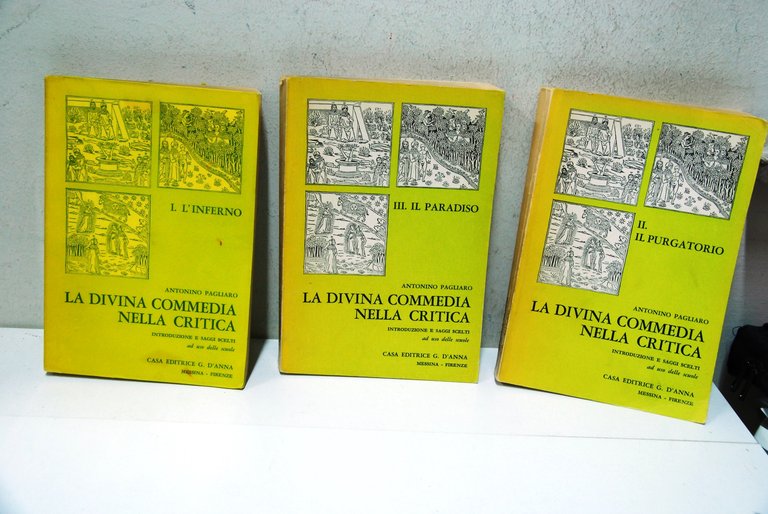 I. L'INFERNO
ANTONINO PAGLIARO
LA DIVINA COMMEDIA
NELLA CRITICA
INTRODUZIONE E SAGGI SCELTI
ad uso delle scuole
CASA EDITRICE G. D'ANNA
MESSINA - FIRENZE
III. IL PARADISO
ANTONINO PAGLIARO
LA DIVINA COMMEDIA
NELLA CRITICA
INTRODUZIONE E SAGGI SCELTI
ad uso delle scuole
CASA EDITRICE G. D'ANNA
MESSINA - FIRENZE
II.
IL PURGATORIO
ANTONINO PAGLIARO
LA DIVINA COMMEDIA
NELLA CRITICA
INTRODUZIONE E SAGGI SCELTI
ad uso delle scuole
CASA EDITRICE G. D'ANNA
MESSINA - FIRENZE